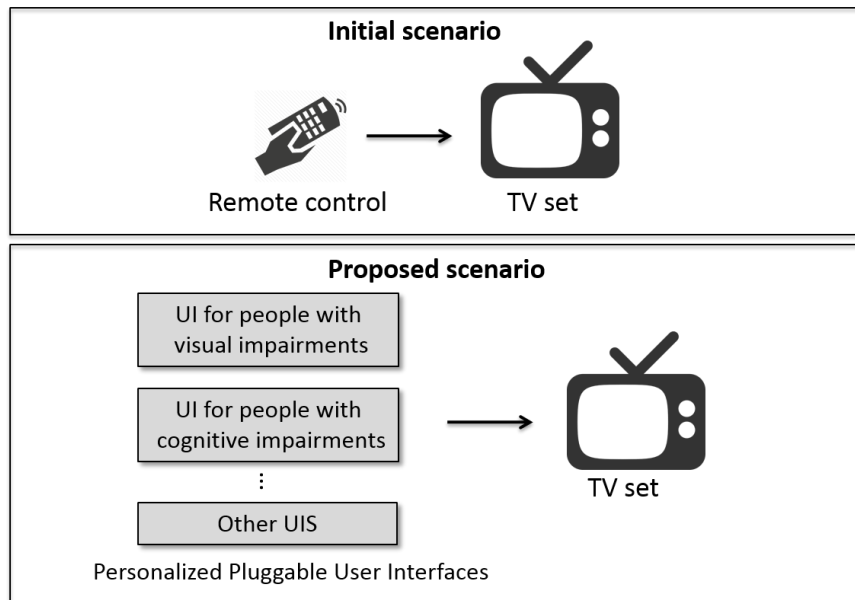 Initial scenario
Remote control
TV set
Proposed scenario
UI for people with
visual impairments
UI for people with
cognitive impairments
⋮
Other UIS
TV set
Personalized Pluggable User Interfaces